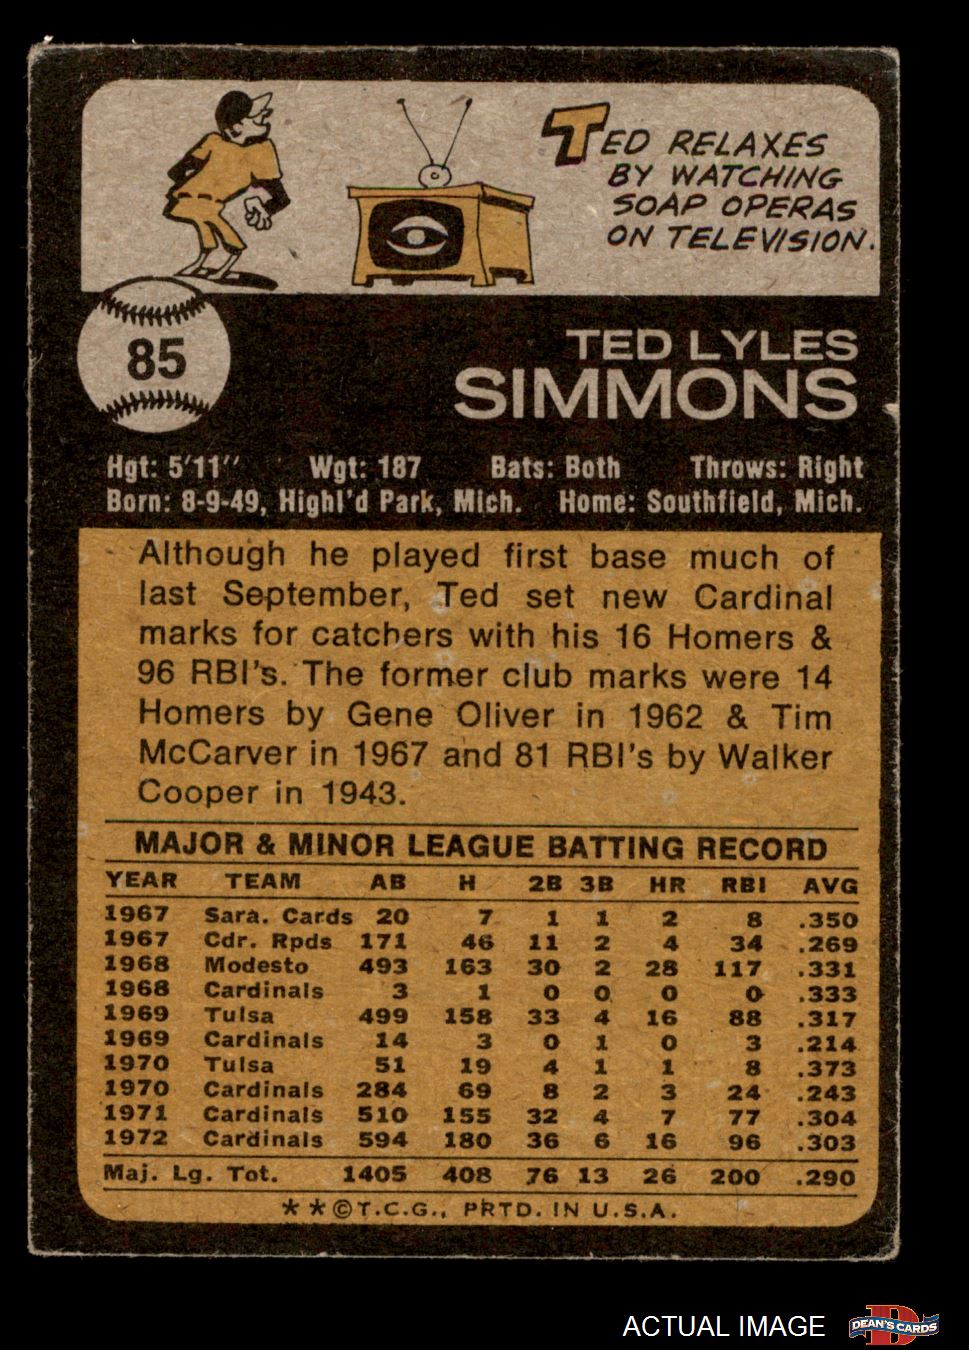 TED RELAXES
BY WATCHING
SOAP OPERAS
ON TELEVISION.
85
TED LYLES
SIMMONS
Hgt: 5'11" Wgt: 187 Bats: Both Throws: Right
Born: 8-9-49, Highl'd Park, Mich. Home: Southfield, Mich.
Although he played first base much of
last September, Ted set new Cardinal
marks for catchers with his 16 Homers &
96 RBI's. The former club marks were 14
Homers by Gene Oliver in 1962 & Tim
McCarver in 1967 and 81 RBI's by Walker
Cooper in 1943.
MAJOR & MINOR LEAGUE BATTING RECORD
YEAR TEAM AB H 2B 3B HR RBI AVG
1967 Sara. Cards 20 7 1 1 2 8 .350
1967 Cdr. Rpds 171 46 11 2 4 34 .269
1968 Modesto 493 163 30 2 28 117 .331
1968 Cardinals 3 1 0 0 0 0 .333
1969 Tulsa 499 158 33 4 16 88 .317
1969 Cardinals 14 3 0 1 0 3 .214
1970 Tulsa 51 19 4 1 1 8 .373
1970 Cardinals 284 69 8 2 3 24 .243
1971 Cardinals 510 155 32 4 7 77 .304
1972 Cardinals 594 180 36 6 16 96 .303
Maj. Lg. Tot. 1405 408 76 13 26 200 .290
* * ©T.C.G., PRTD. IN U.S.A.
ACTUAL IMAGE
D
DEAN'S CARDS